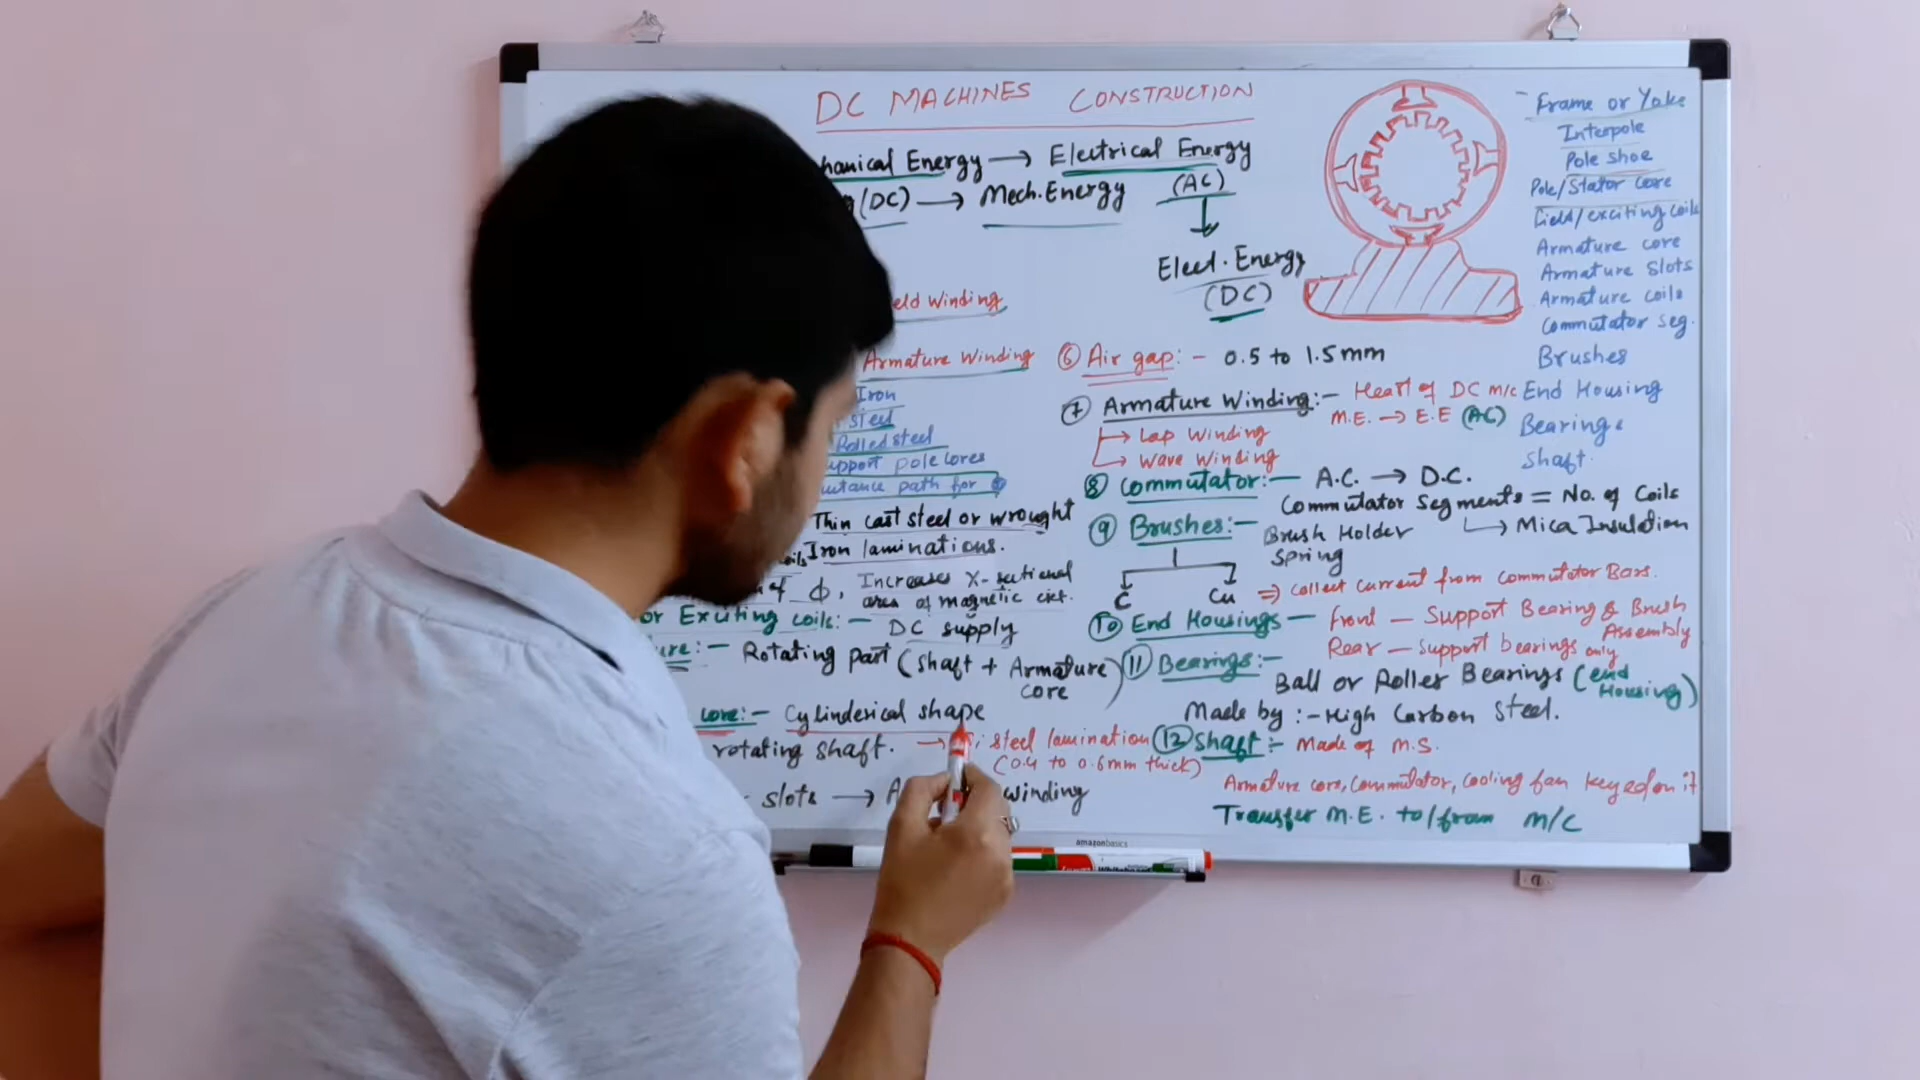 DC MACHINES CONSTRUCTION
Energy → Electrical Energy
(DC) → Mech. Energy
(AC)
Elect. Energy
(DC)
Winding
Armature Winding
Iron
Steel
Rolled steel
pole cores
path for ϕ
Thin cast steel or wrought
Iron laminations.
of ϕ, Increases X-sectional
area of magnetic ckt.
or Exciting coils:- DC supply
:- Rotating part (shaft + Armature
core)
core:- Cylinderical shape
rotating shaft. → steel lamination
(0.4 to 0.6mm thick)
slots → winding
Frame or Yoke
Interpole
Pole shoe
Pole/Stator core
Field/exciting coils
Armature core
Armature slots
Armature coils
Commutator seg.
Brushes
End Housing
Bearings
Shaft.
⑥ Air gap:- 0.5 to 1.5mm
⑦ Armature Winding:- Heart of DC m/c
M.E. → E.E (AC)
→ Lap Winding
→ Wave Winding
⑧ Commutator:- A.C. → D.C.
Commutator Segments = No. of Coils
→ Mica Insulation
⑨ Brushes:- Brush Holder
Spring
C Cu ⇒ Collect current from commutator Bars.
⑩ End Housings - Front - Support Bearing & Brush
Assembly
Rear - Support bearings only
⑪ Bearings:-
Ball or Roller Bearings (end
Housing)
Made by :- High Carbon Steel.
⑫ Shaft:- Made of M.S.
Armature core, Commutator, Cooling fan keyed on it
Transfer M.E. to/from M/C
amazonbasics